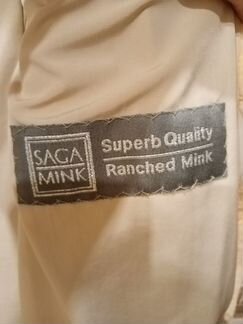 SAGA
MINK
Superb Quality
Ranched Mink